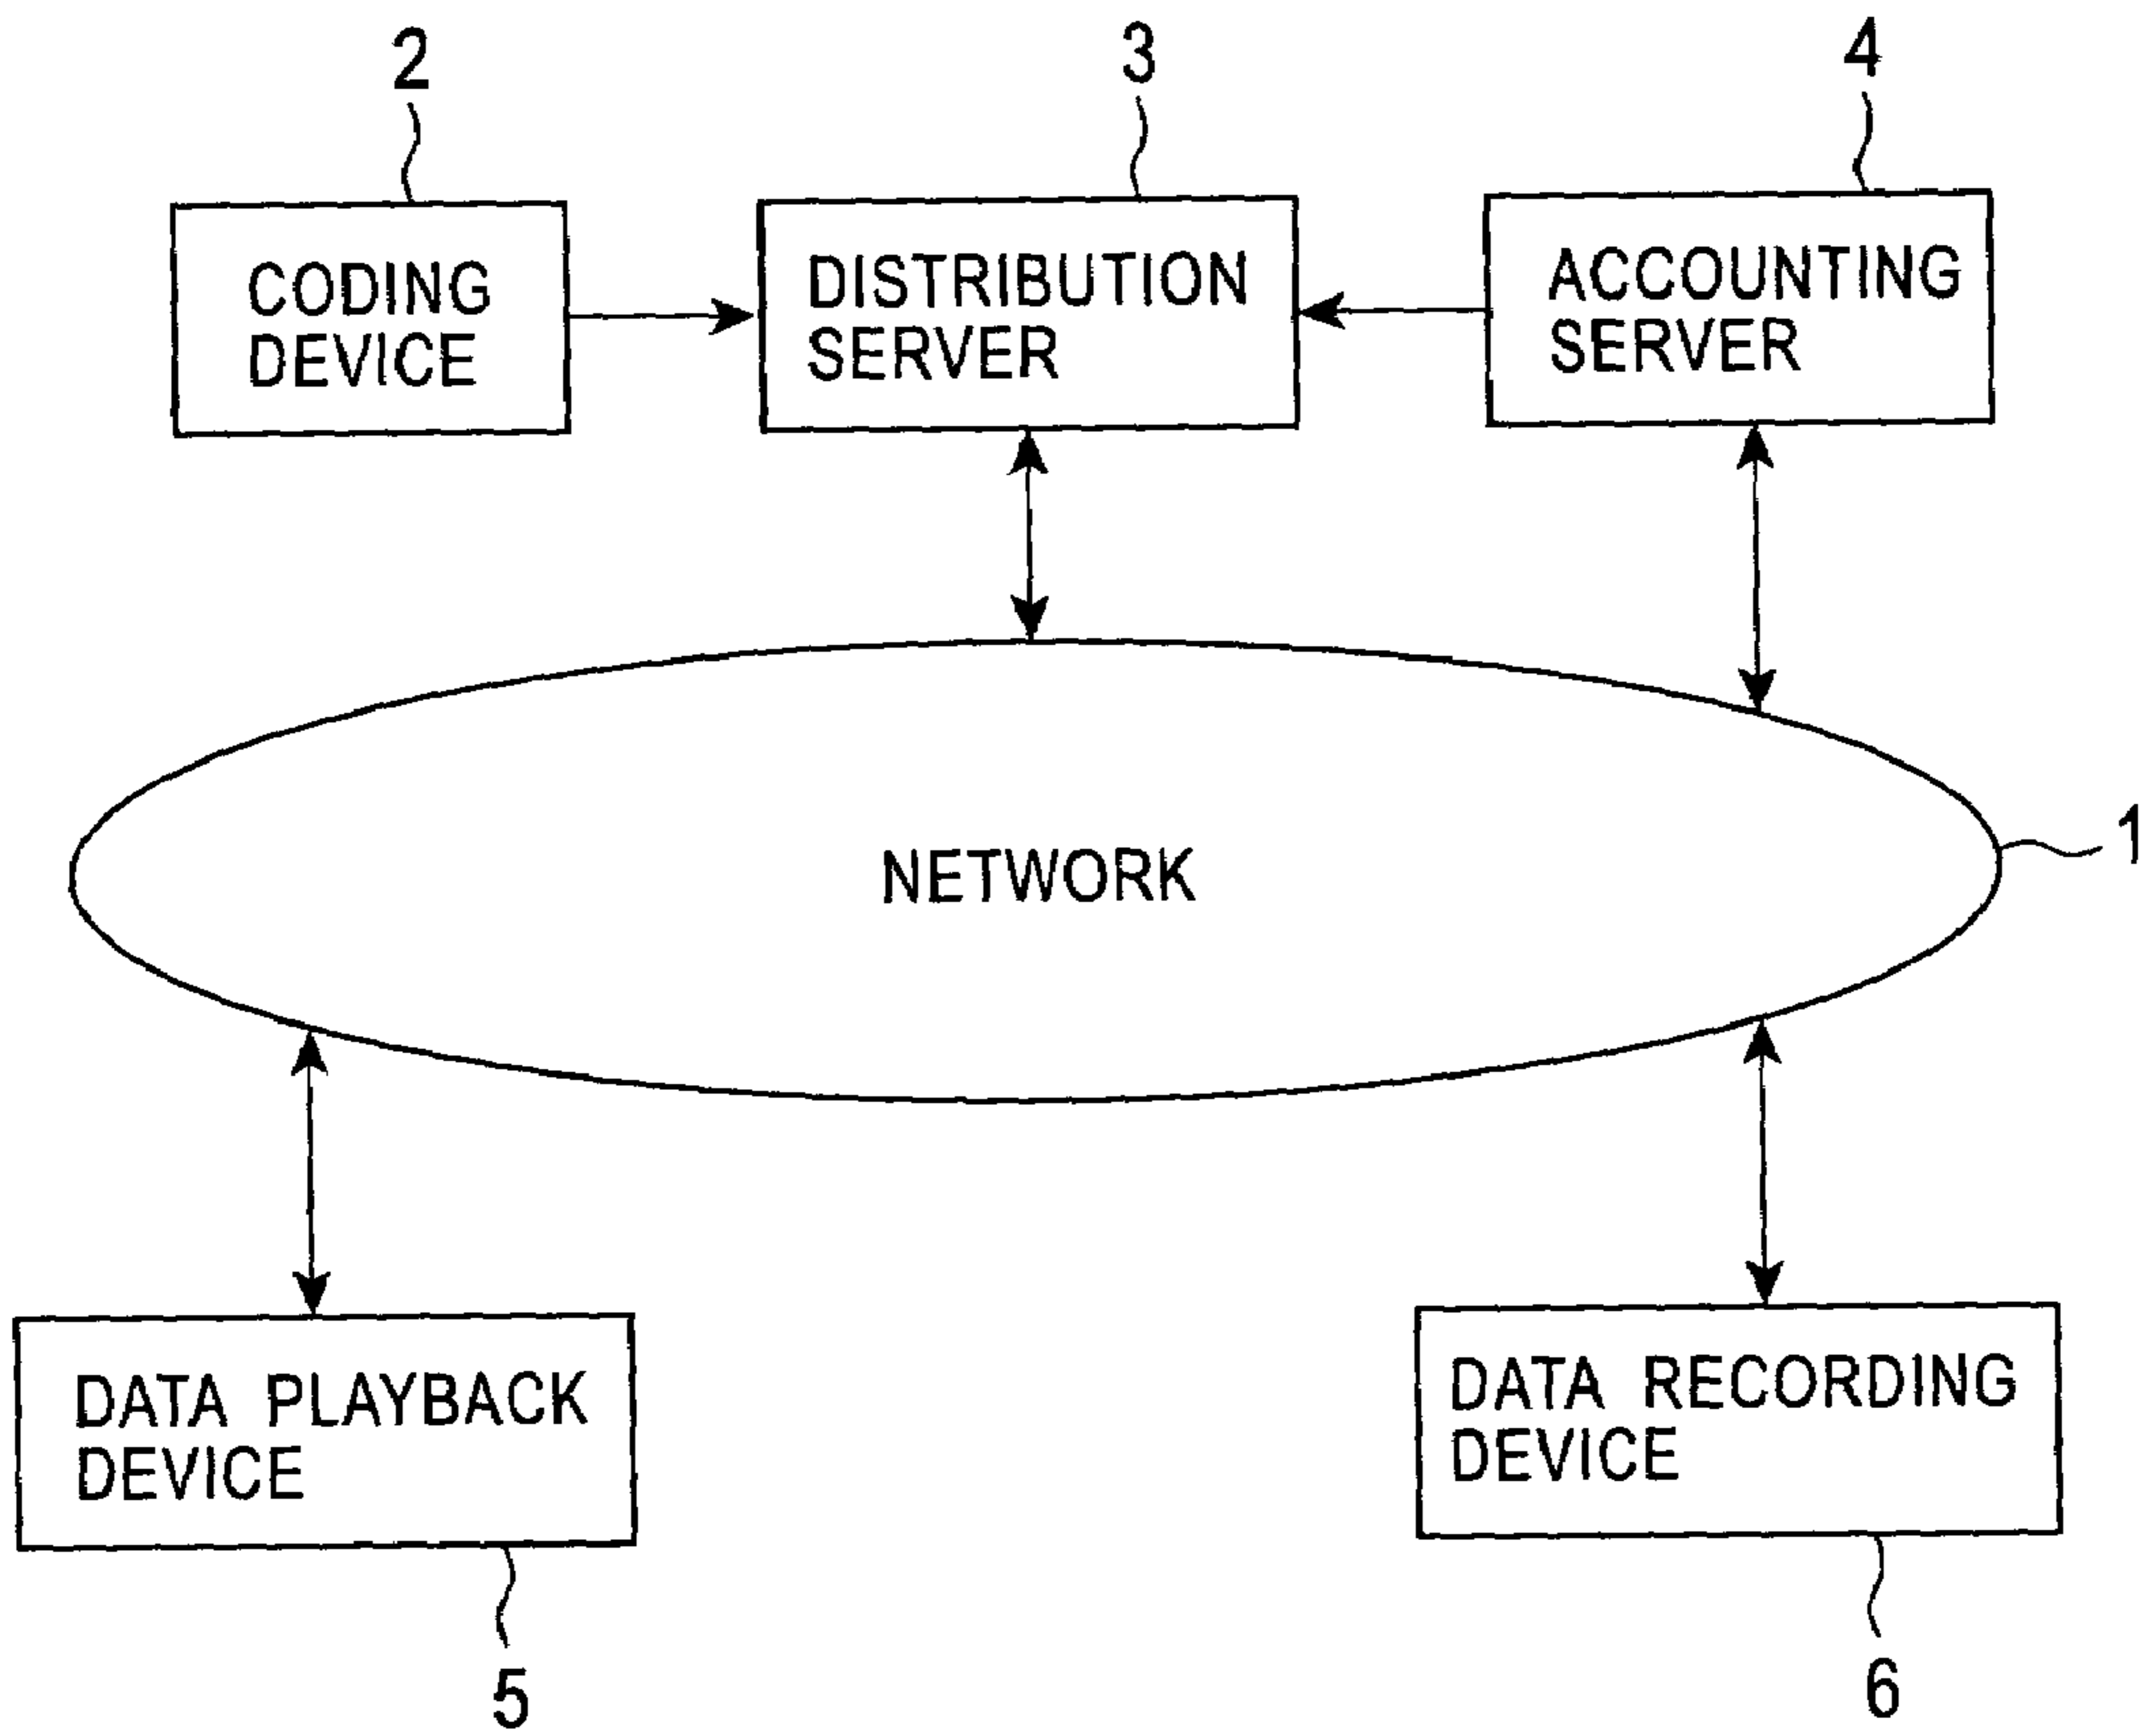 2
3
4
CODING
DEVICE
DISTRIBUTION
SERVER
ACCOUNTING
SERVER
NETWORK
1
DATA PLAYBACK
DEVICE
DATA RECORDING
DEVICE
5
6